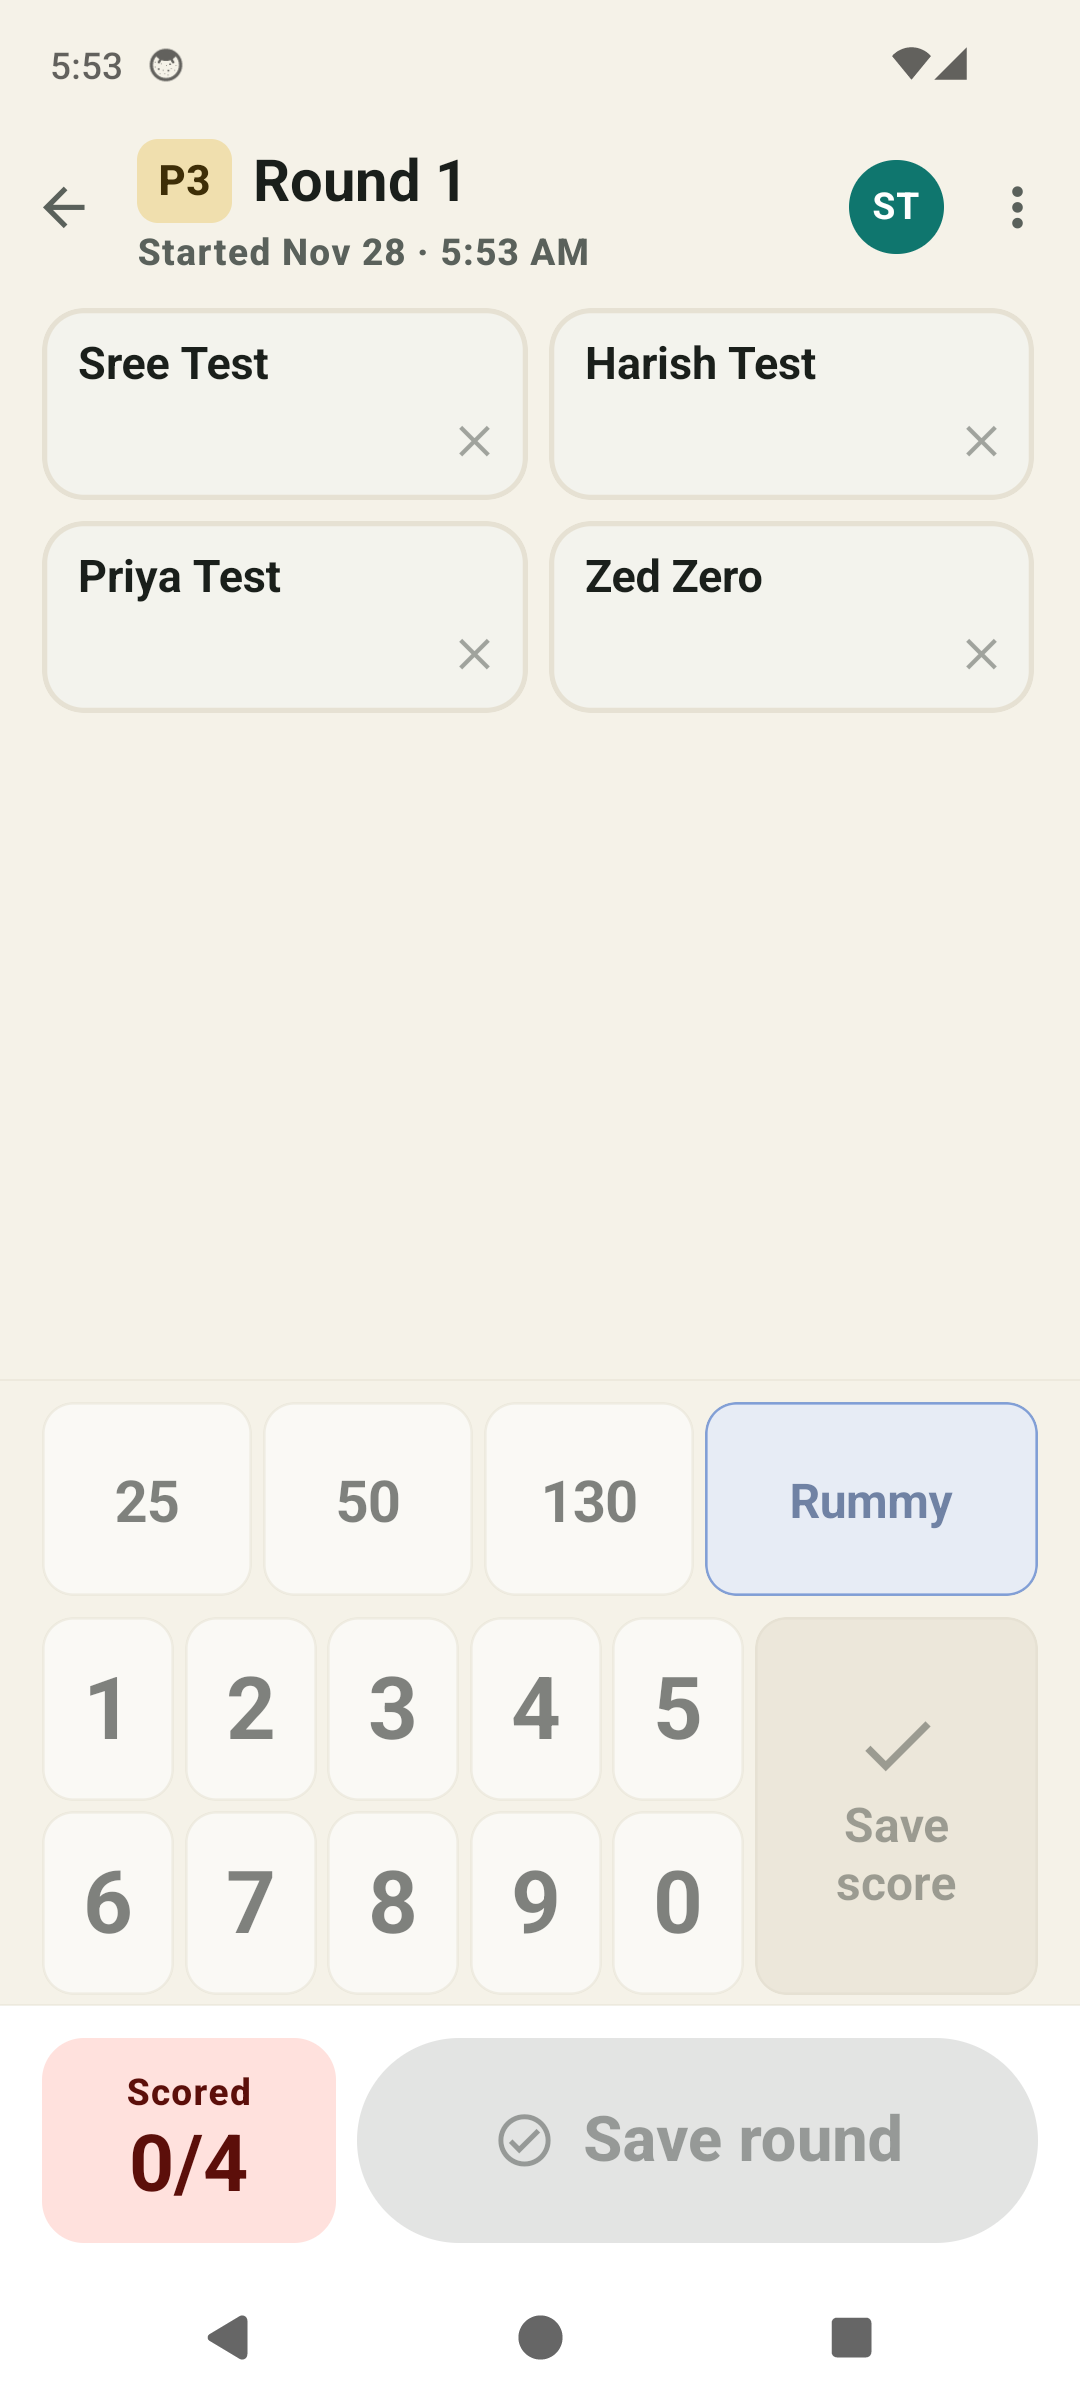 5:53
P3 Round 1
Started Nov 28 · 5:53 AM
ST
Sree Test
Harish Test
Priya Test
Zed Zero
25 50 130 Rummy
1 2 3 4 5
6 7 8 9 0
Save
score
Scored
0/4
Save round